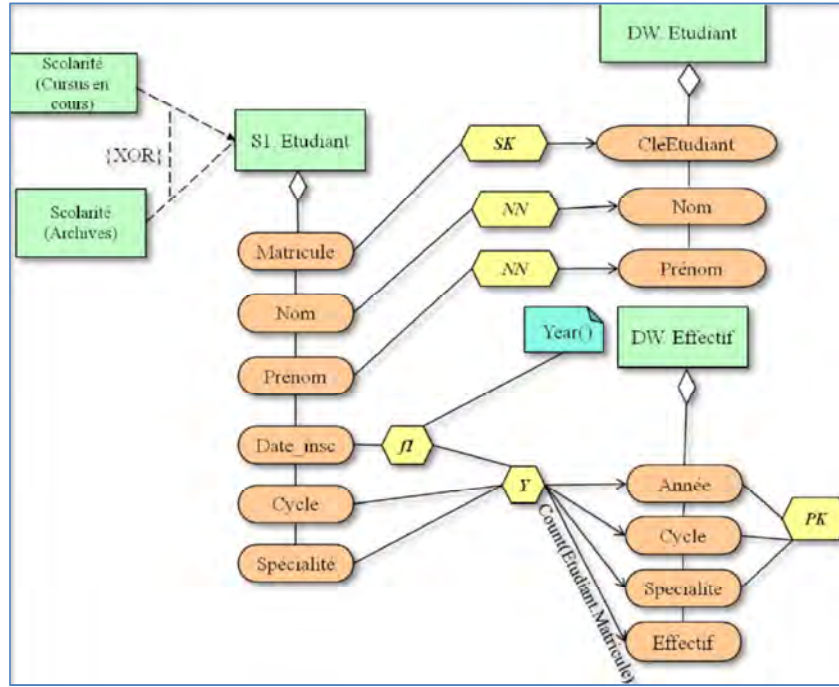 Scolarité
(Cursus en
cours)
{XOR}
Scolarité
(Archives)
S1. Etudiant
Matricule
Nom
Prenom
Date_insc
Cycle
Spécialité
SK
NN
NN
Year()
f1
Y
Count(Etudiant.Matricule)
DW. Etudiant
CleEtudiant
Nom
Prénom
DW. Effectif
Année
Cycle
Specialite
Effectif
PK